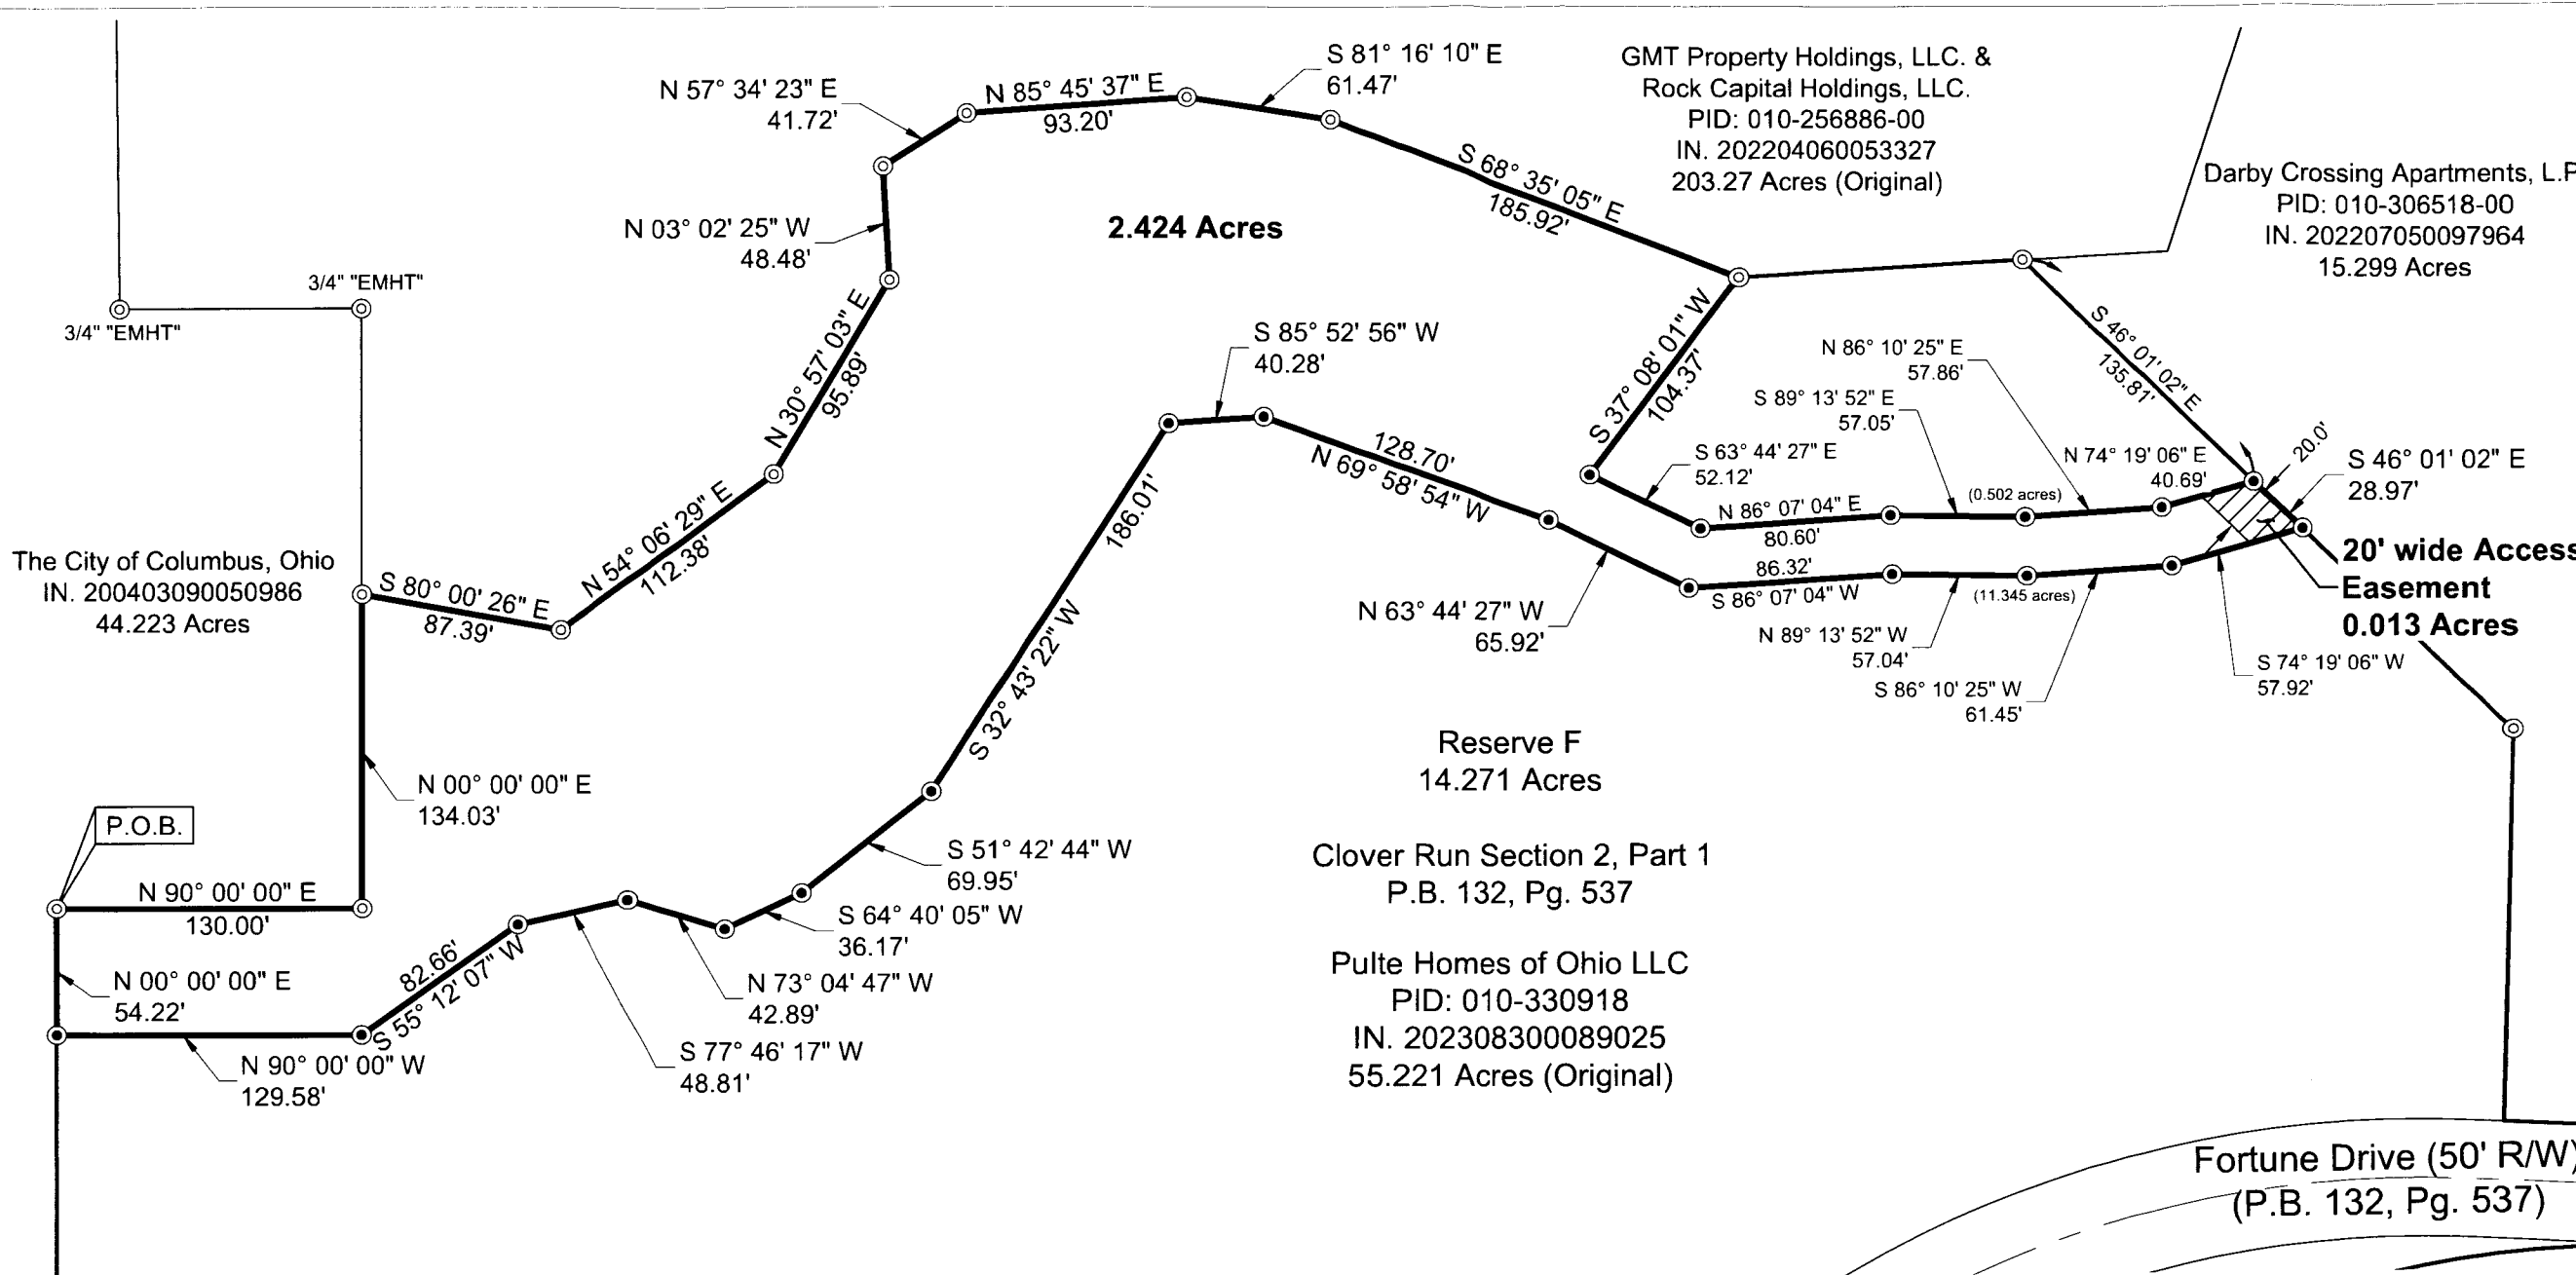 N 57° 34' 23" E
41.72'
N 85° 45' 37" E
93.20'
S 81° 16' 10" E
61.47'
GMT Property Holdings, LLC. &
Rock Capital Holdings, LLC.
PID: 010-256886-00
IN. 202204060053327
203.27 Acres (Original)
S 68° 35' 05" E
185.92'
Darby Crossing Apartments, L.P
PID: 010-306518-00
IN. 202207050097964
15.299 Acres
N 03° 02' 25" W
48.48'
2.424 Acres
3/4" "EMHT"
3/4" "EMHT"
N 30° 57' 03" E
95.89'
S 85° 52' 56" W
40.28'
S 37° 08' 01" W
104.37'
S 46° 01' 02" E
135.81'
N 86° 10' 25" E
57.86'
S 89° 13' 52" E
57.05'
S 63° 44' 27" E
52.12'
N 74° 19' 06" E
40.69'
20.0'
S 46° 01' 02" E
28.97'
128.70'
N 69° 58' 54" W
186.01'
S 32° 43' 22" W
N 86° 07' 04" E
80.60'
(0.502 acres)
86.32'
S 86° 07' 04" W
(11.345 acres)
20' wide Access
Easement
0.013 Acres
The City of Columbus, Ohio
IN. 200403090050986
44.223 Acres
S 80° 00' 26" E
87.39'
N 54° 06' 29" E
112.38'
N 63° 44' 27" W
65.92'
N 89° 13' 52" W
57.04'
S 86° 10' 25" W
61.45'
S 74° 19' 06" W
57.92'
N 00° 00' 00" E
134.03'
P.O.B.
N 90° 00' 00" E
130.00'
N 00° 00' 00" E
54.22'
N 90° 00' 00" W
129.58'
82.66'
S 55° 12' 07" W
S 51° 42' 44" W
69.95'
S 64° 40' 05" W
36.17'
N 73° 04' 47" W
42.89'
S 77° 46' 17" W
48.81'
Reserve F
14.271 Acres
Clover Run Section 2, Part 1
P.B. 132, Pg. 537
Pulte Homes of Ohio LLC
PID: 010-330918
IN. 202308300089025
55.221 Acres (Original)
Fortune Drive (50' R/W)
(P.B. 132, Pg. 537)